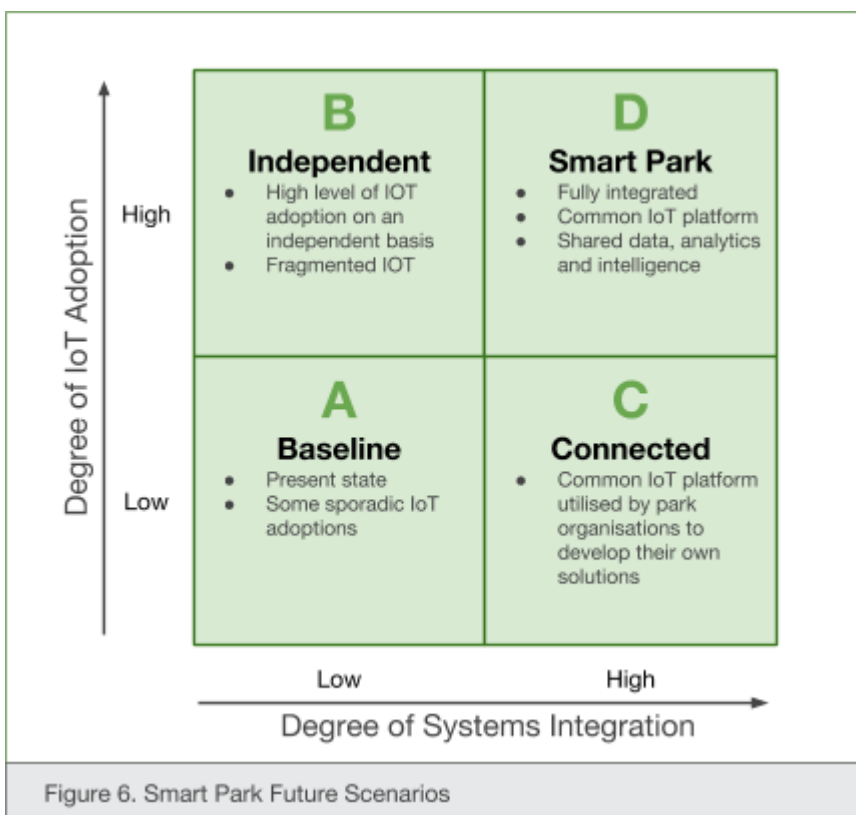 Degree of IoT Adoption
High
Low
B
Independent
● High level of IOT
adoption on an
independent basis
● Fragmented IOT
D
Smart Park
● Fully integrated
● Common IoT platform
● Shared data, analytics
and intelligence
A
Baseline
● Present state
● Some sporadic IoT
adoptions
C
Connected
● Common IoT platform
utilised by park
organisations to
develop their own
solutions
Low
High
Degree of Systems Integration
Figure 6. Smart Park Future Scenarios